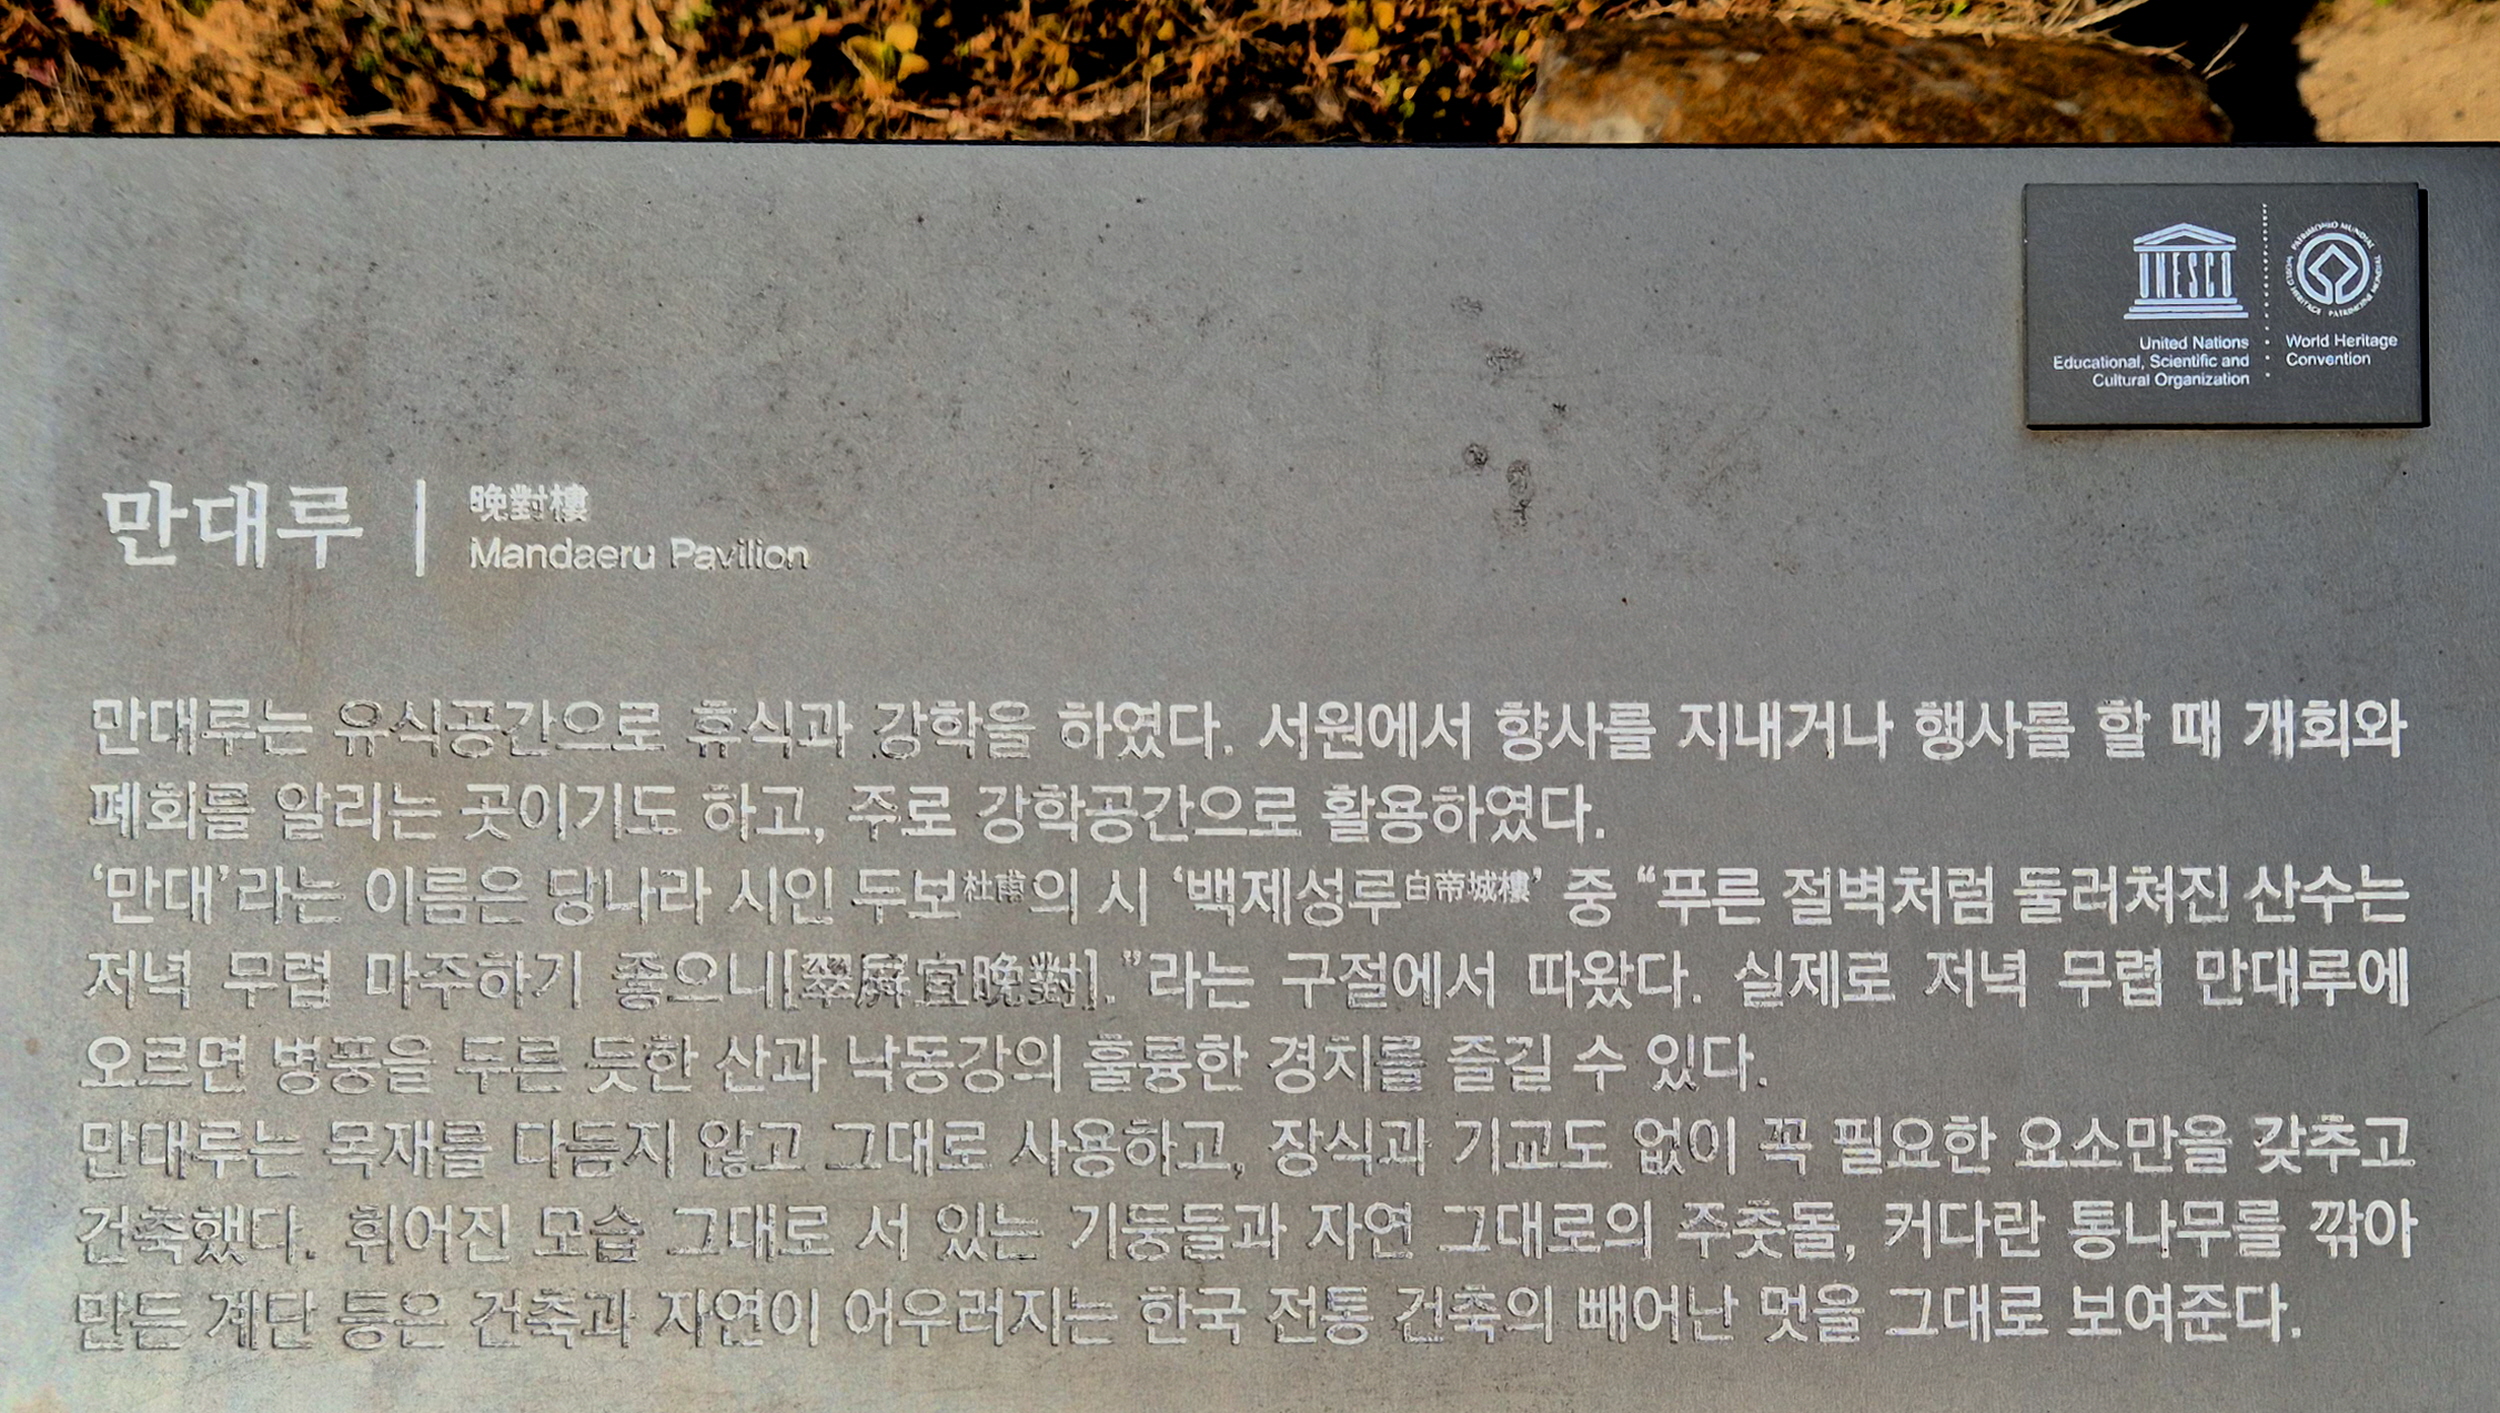 UNESCO
United Nations
Educational, Scientific and
Cultural Organization
PATRIMONIO MUNDIAL
WORLD HERITAGE
World Heritage
Convention
만대루
晩對樓
Mandaeru Pavilion
만대루는 유식공간으로 휴식과 강학을 하였다. 서원에서 향사를 지내거나 행사를 할 때 개회와
폐회를 알리는 곳이기도 하고, 주로 강학공간으로 활용하였다.
‘만대’라는 이름은 당나라 시인 두보杜甫의 시 ‘백제성루白帝城樓’ 중 “푸른 절벽처럼 둘러쳐진 산수는
저녁 무렵 마주하기 좋으니[翠屛宜晩對].”라는 구절에서 따왔다. 실제로 저녁 무렵 만대루에
오르면 병풍을 두른 듯한 산과 낙동강의 훌륭한 경치를 즐길 수 있다.
만대루는 목재를 다듬지 않고 그대로 사용하고, 장식과 기교도 없이 꼭 필요한 요소만을 갖추고
건축했다. 휘어진 모습 그대로 서 있는 기둥들과 자연 그대로의 주춧돌, 커다란 통나무를 깎아
만든 계단 등은 건축과 자연이 어우러지는 한국 전통 건축의 빼어난 멋을 그대로 보여준다.